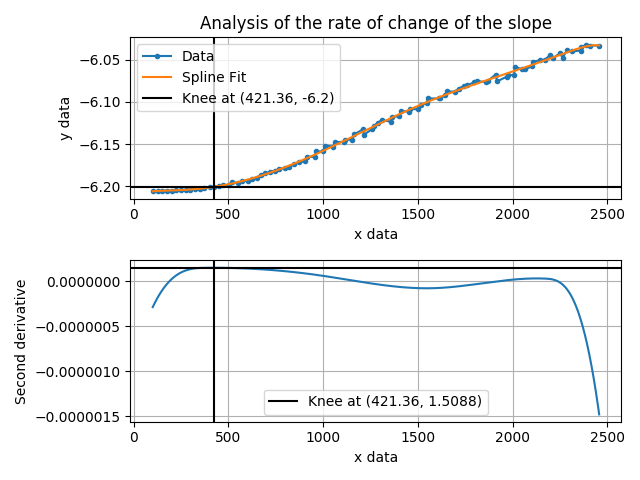 Analysis of the rate of change of the slope
Data
Spline Fit
Knee at (421.36, -6.2)
−6.05
−6.10
−6.15
−6.20
y data
0 500 1000 1500 2000 2500
x data
0.0000000
−0.0000005
−0.0000010
−0.0000015
Second derivative
Knee at (421.36, 1.5088)
0 500 1000 1500 2000 2500
x data